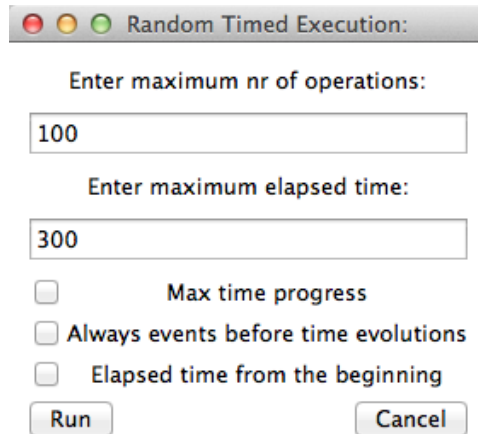 Random Timed Execution:
Enter maximum nr of operations:
100
Enter maximum elapsed time:
300
Max time progress
Always events before time evolutions
Elapsed time from the beginning
Run Cancel